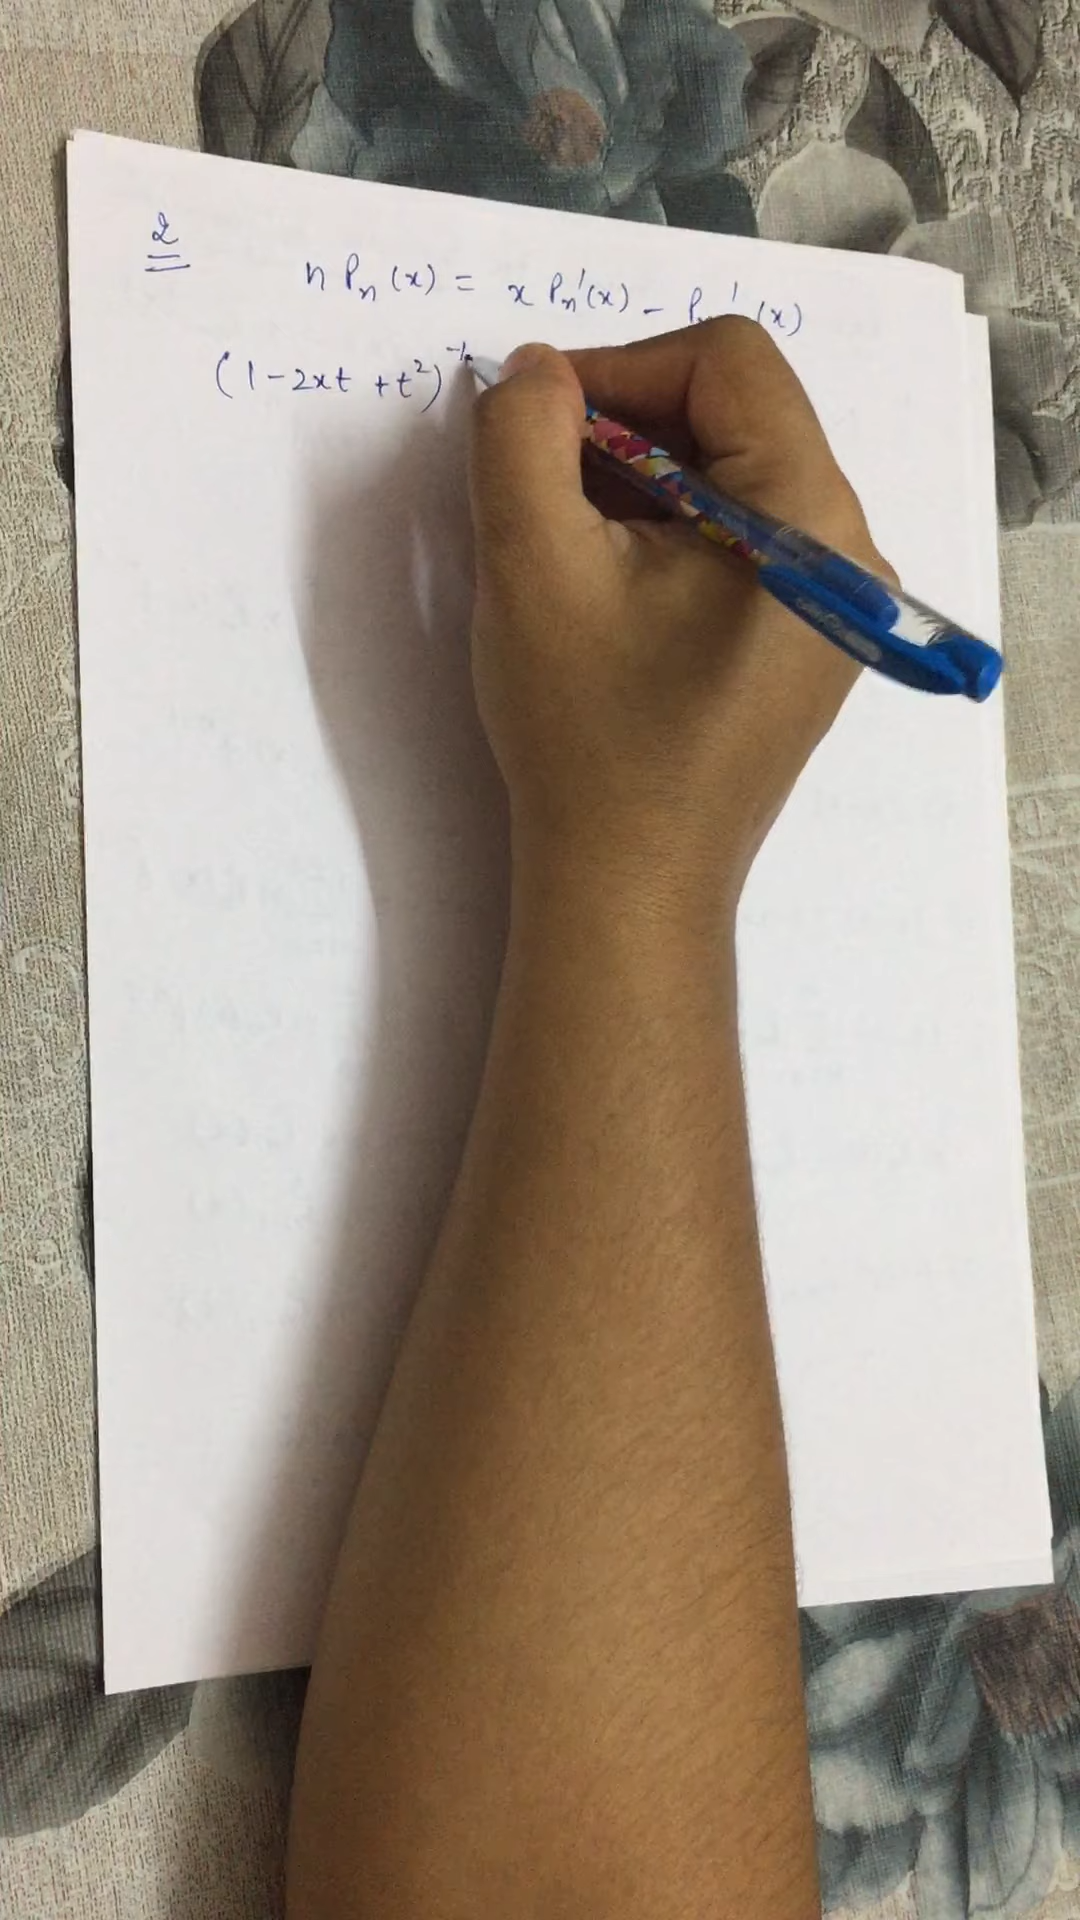 2
n Pn (x) = x Pn'(x) - P ' (x)
(1-2xt +t²)